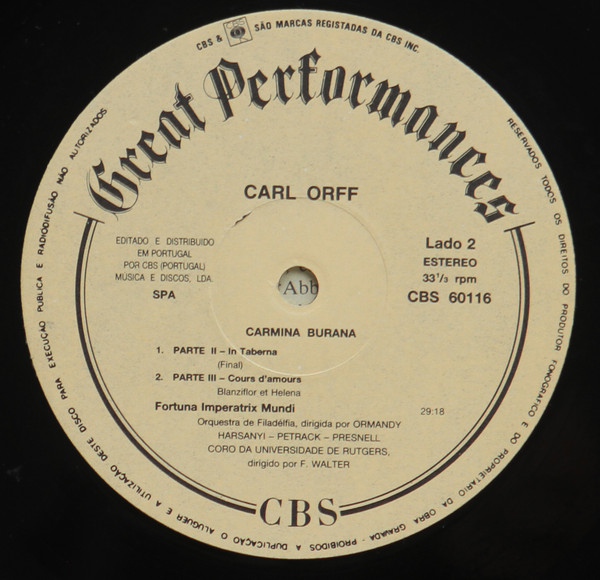 CBS & CBS SÃO MARCAS REGISTADAS DA CBS INC.
Great Performances
RESERVADOS TODOS OS DIREITOS DO PRODUTOR FONOGRÁFICO E DO PROPRIETÁRIO DA OBRA GRAVADA - PROIBIDOS A DUPLICAÇÃO O ALUGUER E A UTILIZAÇÃO DESTE DISCO PARA EXECUÇÃO PÚBLICA E RADIODIFUSÃO NÃO AUTORIZADOS
CARL ORFF
EDITADO E DISTRIBUIDO
EM PORTUGAL
POR CBS (PORTUGAL)
MÚSICA E DISCOS, LDA.
SPA
Lado 2
ESTEREO
33 1/3 rpm
CBS 60116
Abb
CARMINA BURANA
1. PARTE II – In Taberna
(Final)
2. PARTE III – Cours d'amours
Blanziflor et Helena
Fortuna Imperatrix Mundi 29:18
Orquestra de Filadélfia, dirigida por ORMANDY
HARSANYI – PETRACK – PRESNELL
CORO DA UNIVERSIDADE DE RUTGERS,
dirigido por F. WALTER
CBS